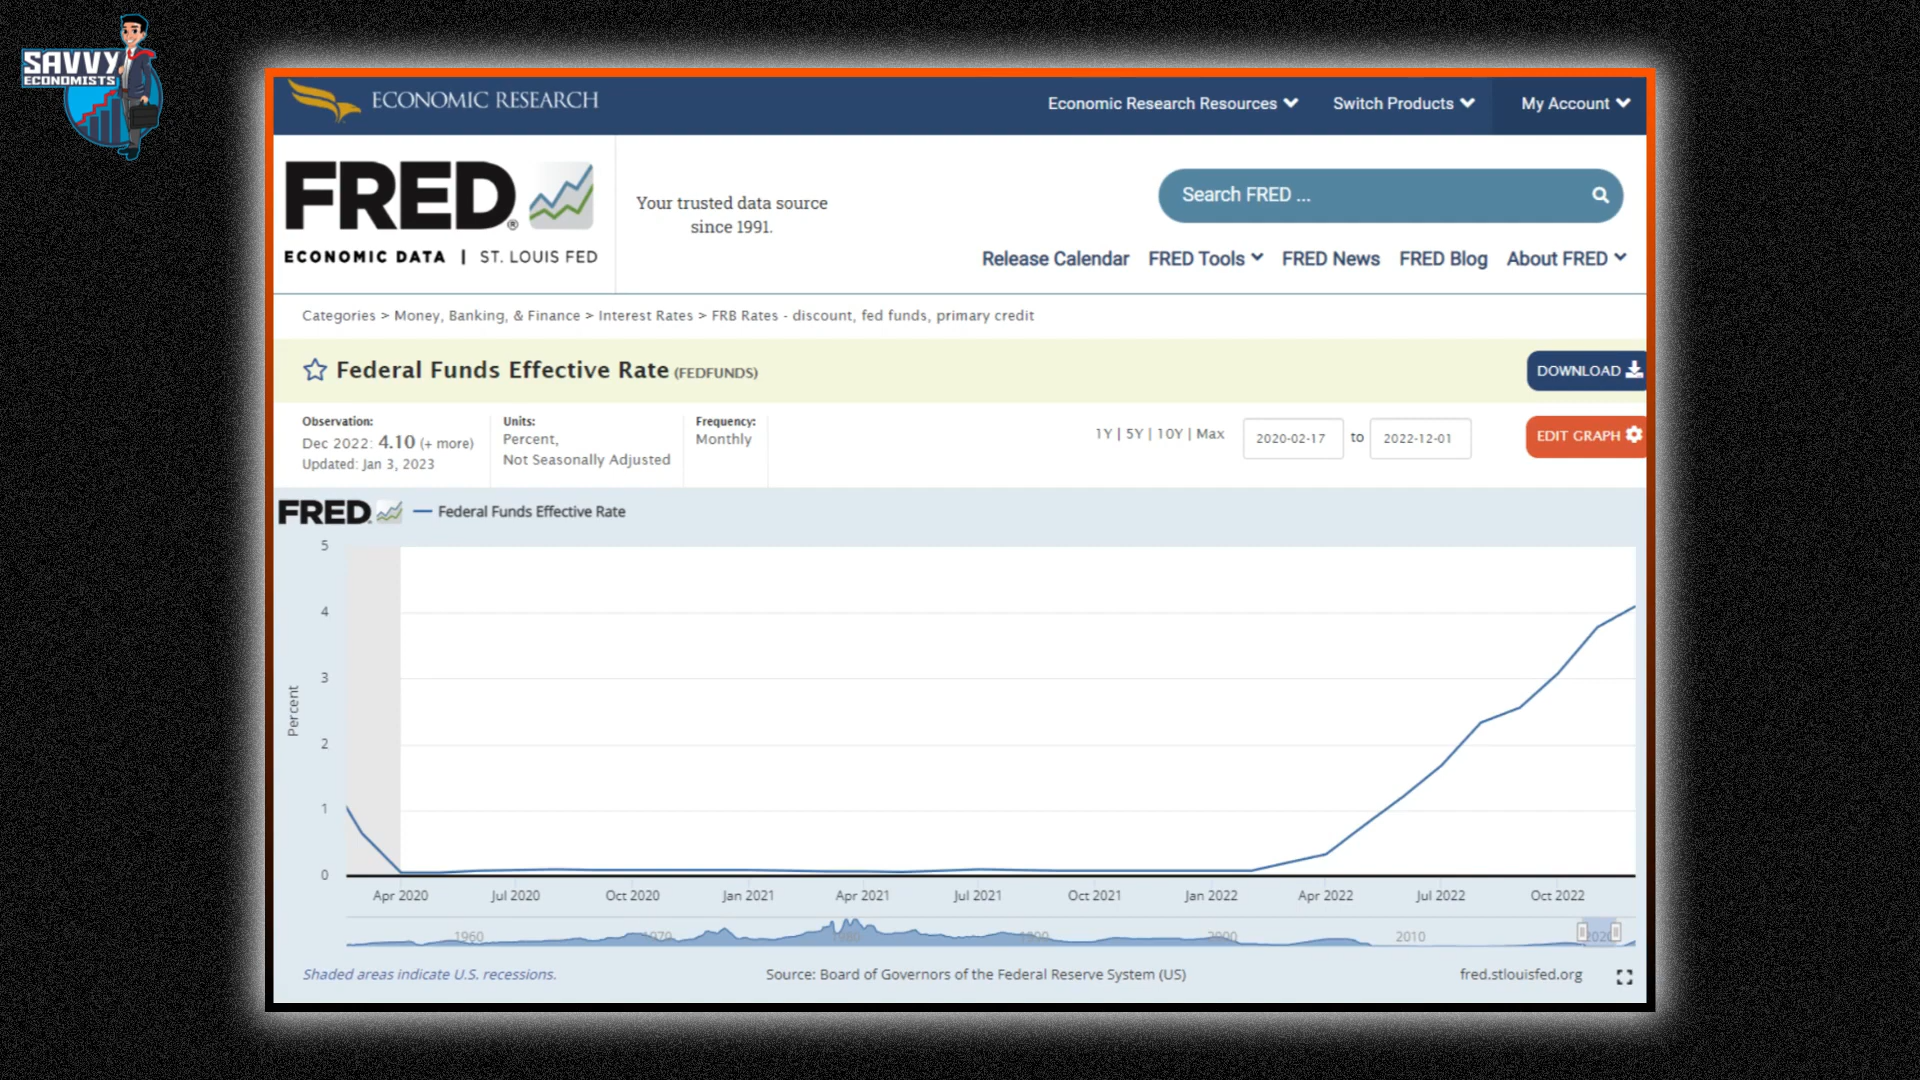 SAVVY
ECONOMISTS
ECONOMIC RESEARCH
Economic Research Resources
Switch Products
My Account
FRED®
ECONOMIC DATA | ST. LOUIS FED
Your trusted data source
since 1991.
Search FRED ...
Release Calendar
FRED Tools
FRED News
FRED Blog
About FRED
Categories > Money, Banking, & Finance > Interest Rates > FRB Rates - discount, fed funds, primary credit
Federal Funds Effective Rate (FEDFUNDS)
DOWNLOAD
Observation:
Dec 2022: 4.10 (+ more)
Updated: Jan 3, 2023
Units:
Percent,
Not Seasonally Adjusted
Frequency:
Monthly
1Y | 5Y | 10Y | Max
2020-02-17 to 2022-12-01
EDIT GRAPH
FRED
Federal Funds Effective Rate
5
4
3
2
1
0
Percent
Apr 2020
Jul 2020
Oct 2020
Jan 2021
Apr 2021
Jul 2021
Oct 2021
Jan 2022
Apr 2022
Jul 2022
Oct 2022
1960
1970
1980
1990
2000
2010
2020
Shaded areas indicate U.S. recessions.
Source: Board of Governors of the Federal Reserve System (US)
fred.stlouisfed.org